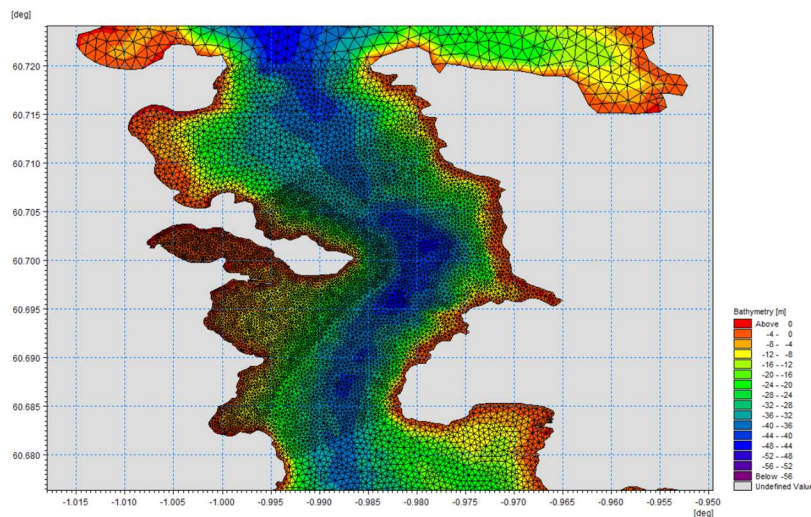 [deg]
60.720
60.715
60.710
60.705
60.700
60.695
60.690
60.685
60.680
-1.015 -1.010 -1.005 -1.000 -0.995 -0.990 -0.985 -0.980 -0.975 -0.970 -0.965 -0.960 -0.955 -0.950
[deg]
Bathymetry [m]
Above 0
-4 - 0
-8 - -4
-12 - -8
-16 - -12
-20 - -16
-24 - -20
-28 - -24
-32 - -28
-36 - -32
-40 - -36
-44 - -40
-48 - -44
-52 - -48
-56 - -52
Below -56
Undefined Value